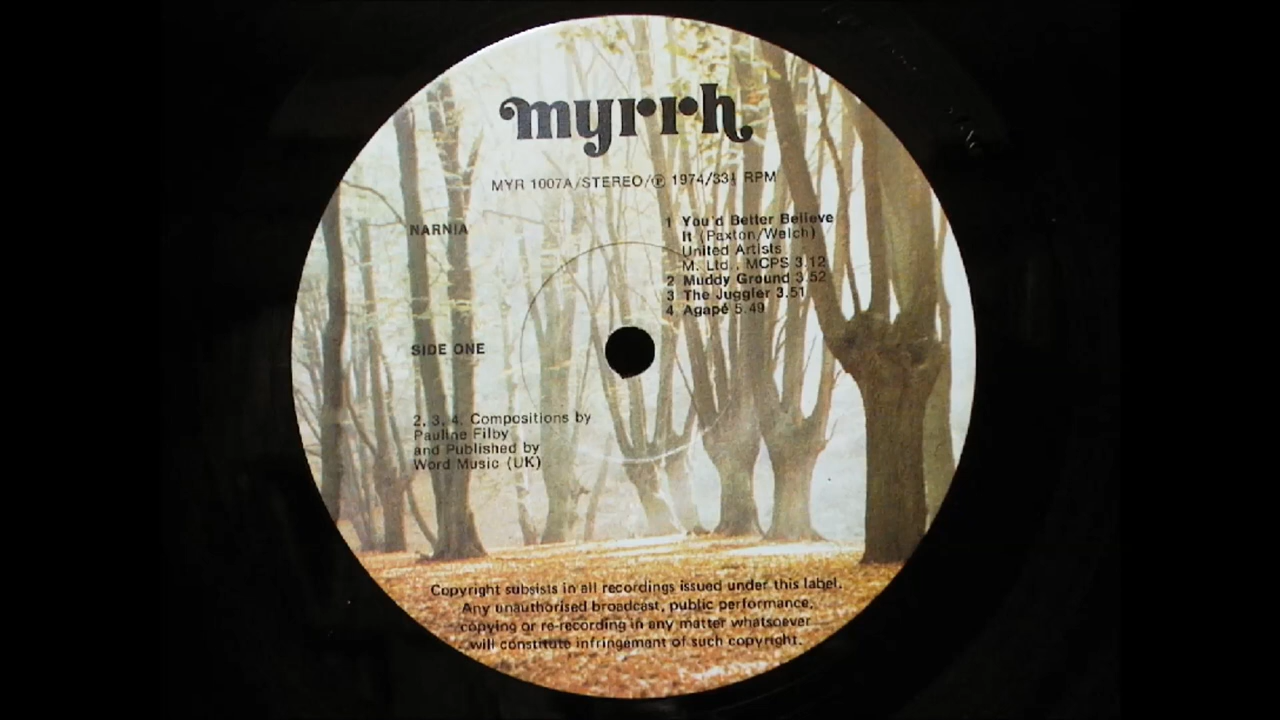 myrrh
MYR 1007A/STEREO/Ⓟ 1974/33⅓ RPM
NARNIA
1 You'd Better Believe
It (Paxton/Welch)
United Artists
M. Ltd., MCPS 3.12
2 Muddy Ground 3.52
3 The Juggler 3.51
4 Agapé 5.49
SIDE ONE
2, 3, 4, Compositions by
Pauline Filby
and Published by
Word Music (UK)
Copyright subsists in all recordings issued under this label.
Any unauthorised broadcast, public performance,
copying or re-recording in any matter whatsoever
will constitute infringement of such copyright.